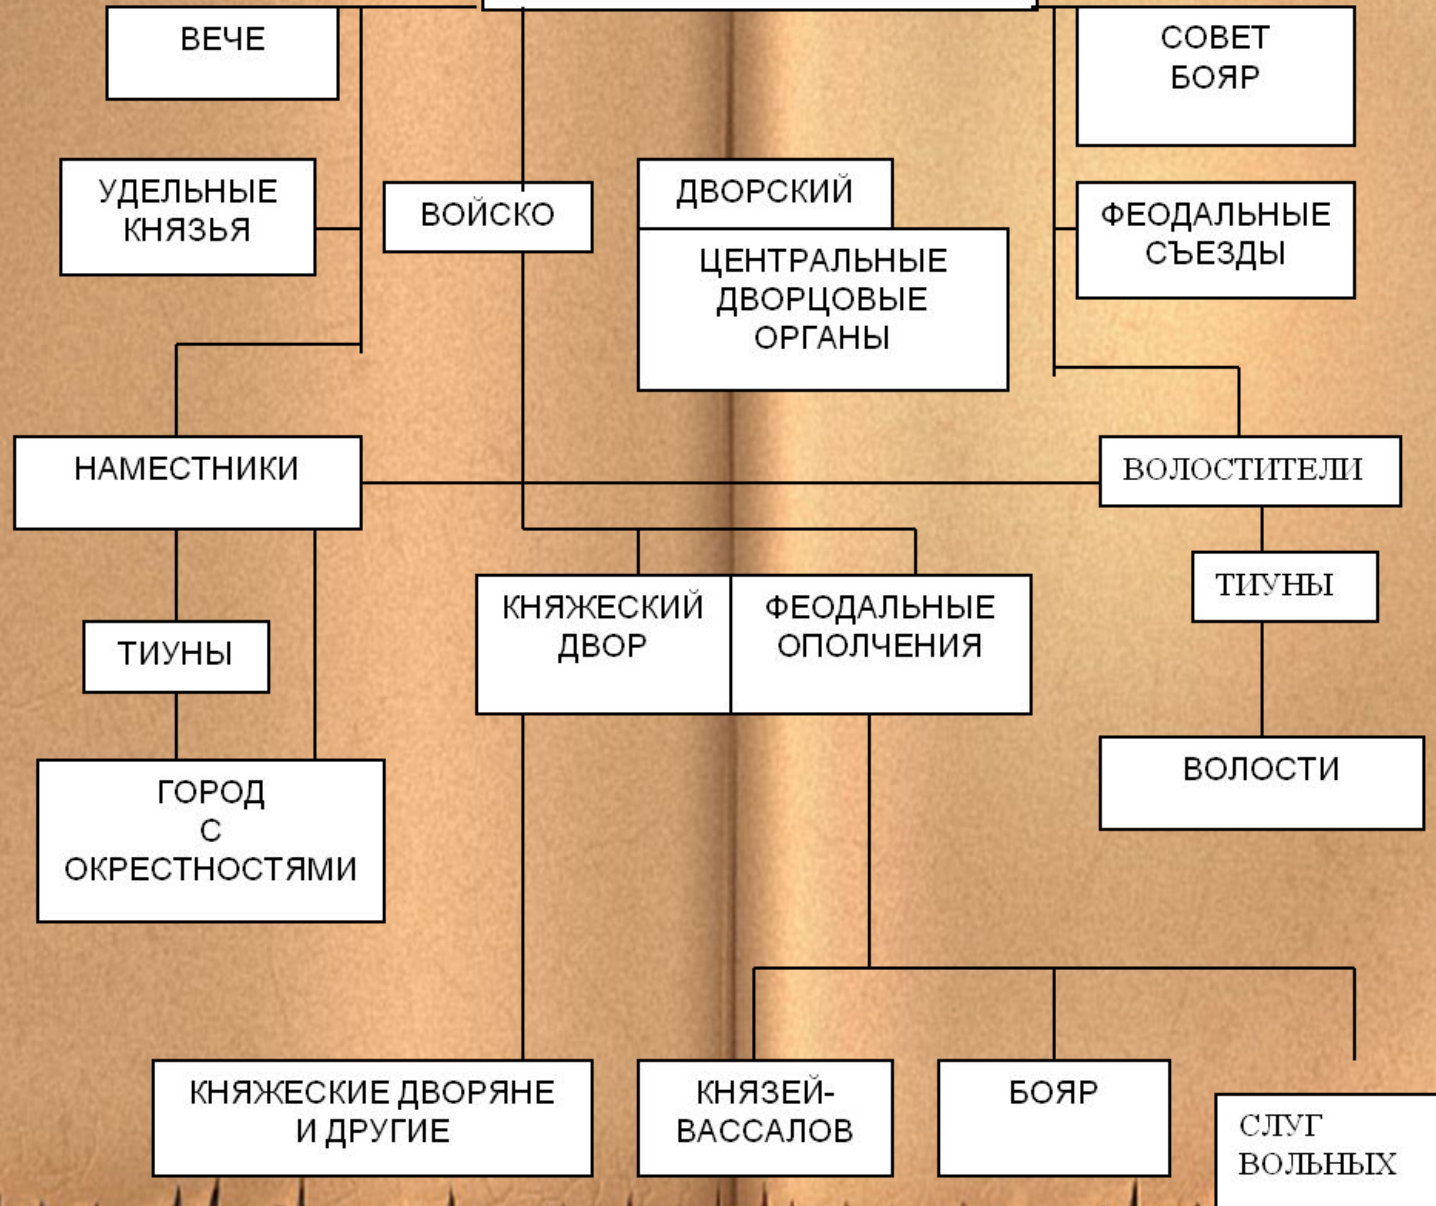 ВЕЧЕ
СОВЕТ
БОЯР
УДЕЛЬНЫЕ
КНЯЗЬЯ
ВОЙСКО
ДВОРСКИЙ
ЦЕНТРАЛЬНЫЕ
ДВОРЦОВЫЕ
ОРГАНЫ
ФЕОДАЛЬНЫЕ
СЪЕЗДЫ
НАМЕСТНИКИ
ВОЛОСТИТЕЛИ
ТИУНЫ
КНЯЖЕСКИЙ
ДВОР
ФЕОДАЛЬНЫЕ
ОПОЛЧЕНИЯ
ТИУНЫ
ВОЛОСТИ
ГОРОД
С
ОКРЕСТНОСТЯМИ
КНЯЖЕСКИЕ ДВОРЯНЕ
И ДРУГИЕ
КНЯЗЕЙ-
ВАССАЛОВ
БОЯР
СЛУГ
ВОЛЬНЫХ